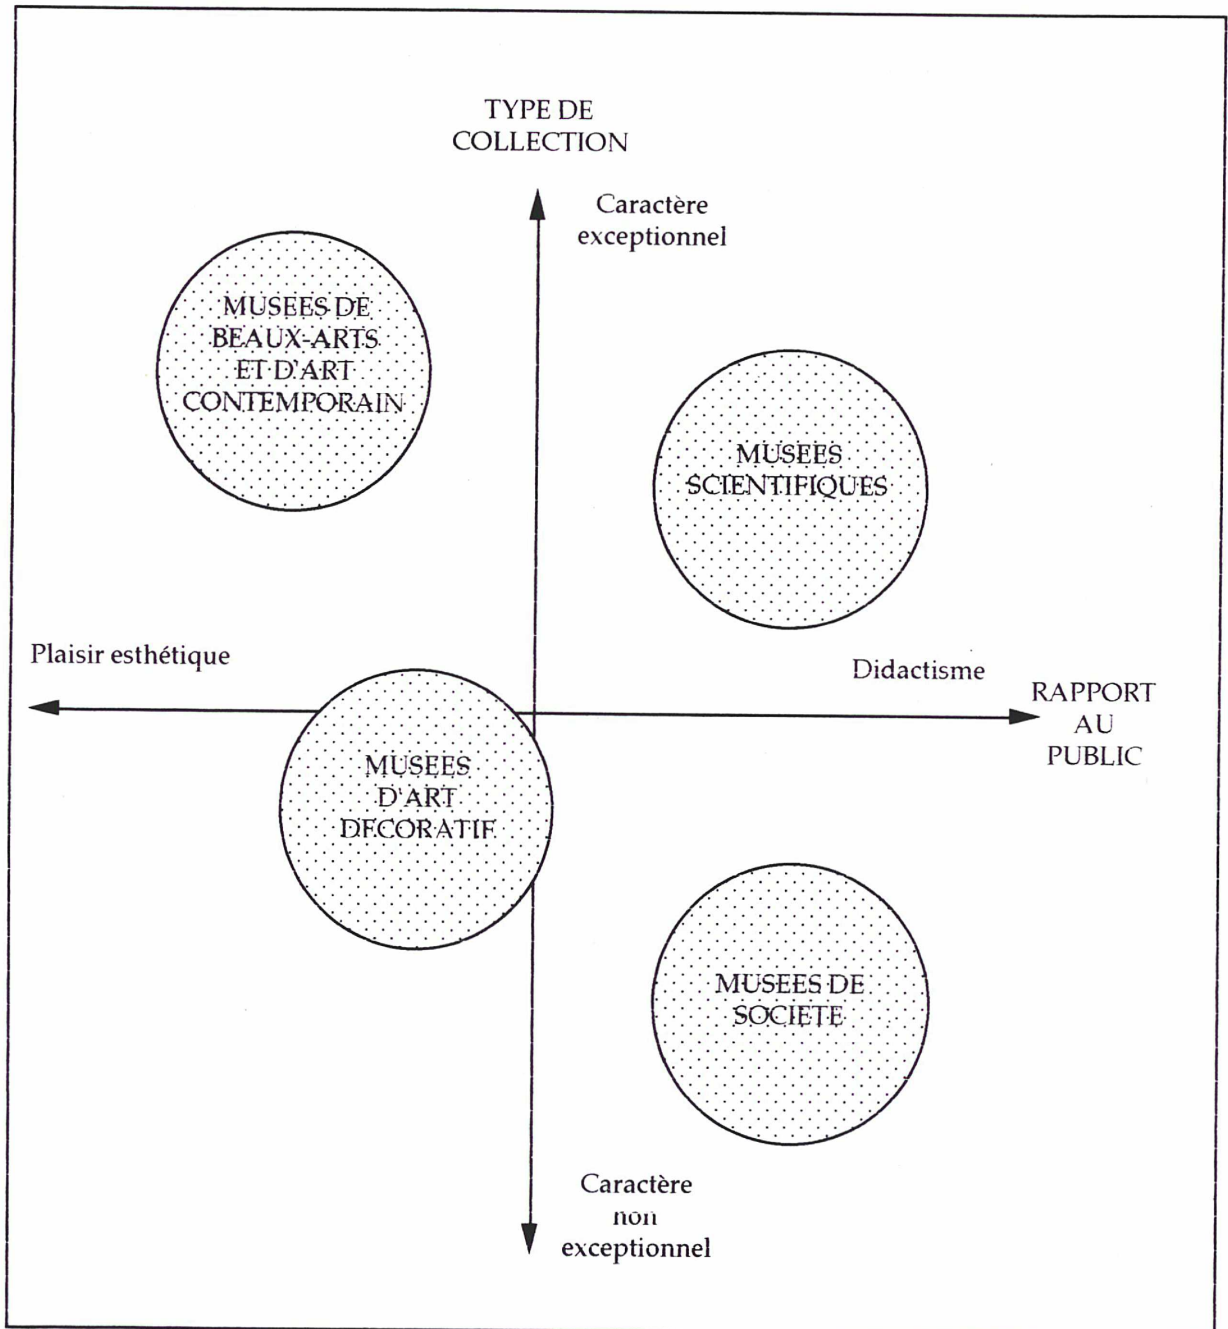 TYPE DE
COLLECTION
Caractère
exceptionnel
MUSEES DE
BEAUX-ARTS
ET D'ART
CONTEMPORAIN
MUSEES
SCIENTIFIQUES
Plaisir esthétique
Didactisme
RAPPORT
AU
PUBLIC
MUSEES
D'ART
DECORATIF
MUSEES DE
SOCIETE
Caractère
non
exceptionnel